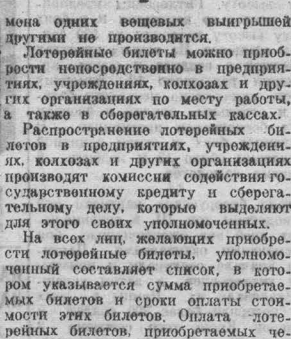 мена одних вещевых выигрышей
другими не производится.
Лотерейные билеты можно приоб-
рести непосредственно в предприя-
тиях, учреждениях, колхозах и дру-
гих организациях по месту работы,
а также в сберегательных кассах.
Распространение лотерейных би-
летов в предприятиях, учреждени-
ях, колхозах и других организациях
производят комиссии содействия го-
сударственному кредиту и сберега-
тельному делу, которые выделяют
для этого своих уполномоченных.
На всех лиц, желающих приобре-
сти лотерейные билеты, уполномо-
ченный составляет список, в кото-
ром указывается сумма приобретае-
мых билетов и сроки оплаты стои-
мости этих билетов. Оплата лоте-
рейных билетов, приобретаемых че-